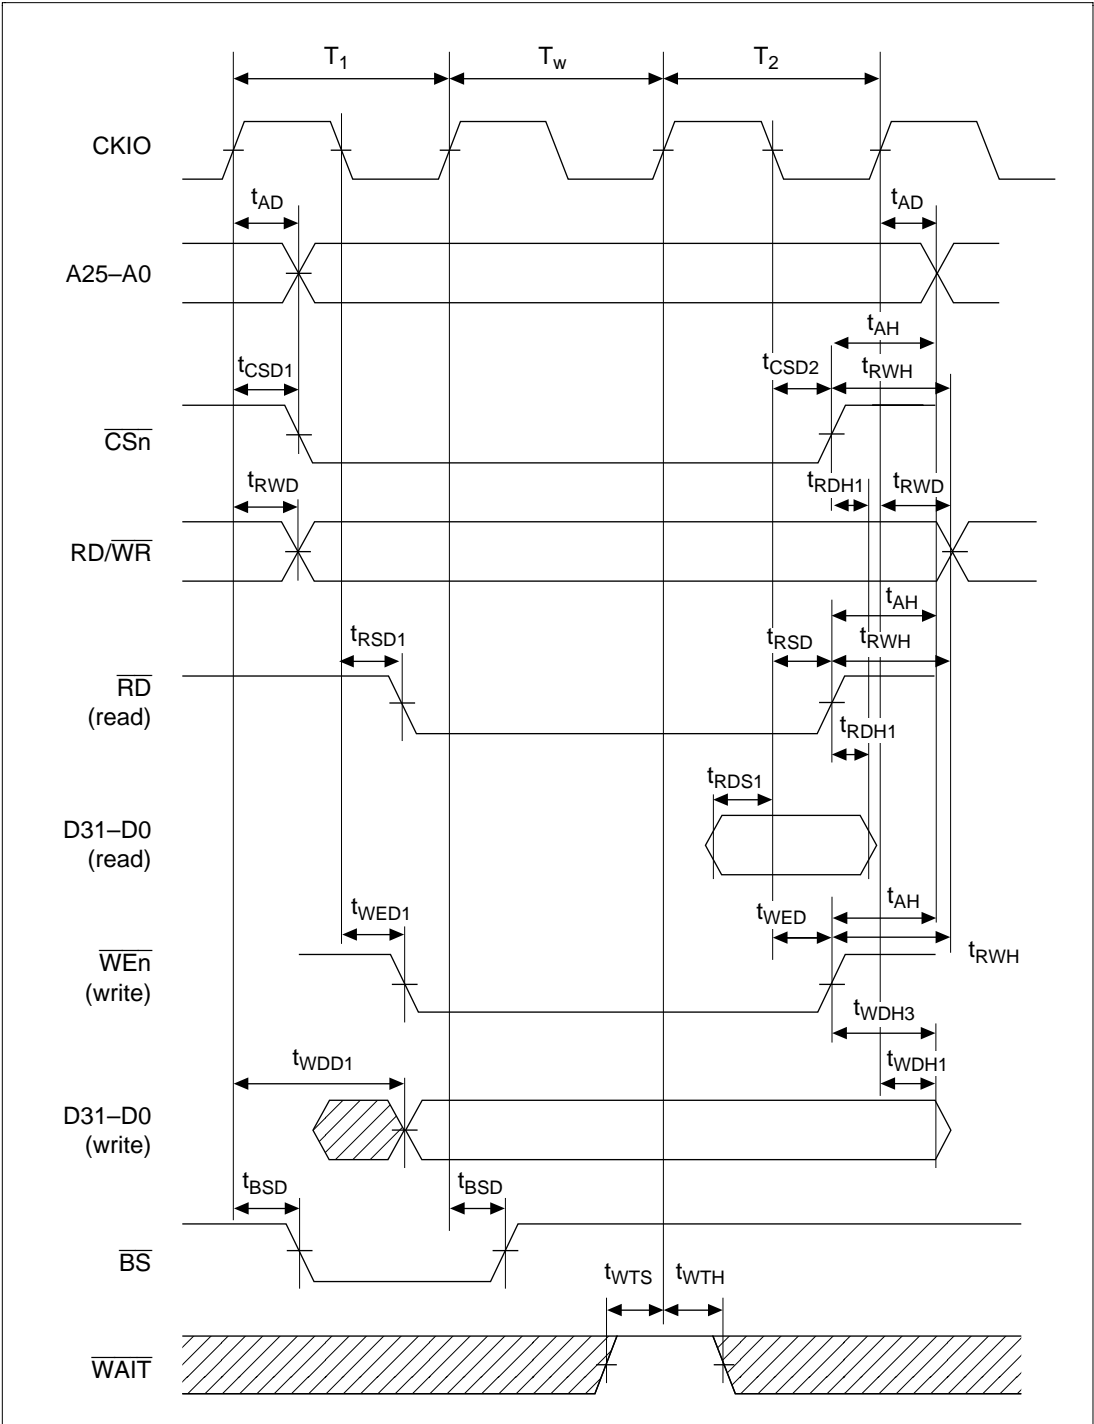 T1 Tw T2
CKIO
tAD tAD
A25–A0
tAH
tCSD1 tCSD2 tRWH
CSn
tRWD tRDH1 tRWD
RD/WR
tAH
tRSD1 tRSD tRWH
RD
(read)
tRDH1
tRDS1
D31–D0
(read)
tAH
tWED1 tWED
WEn tRWH
(write)
tWDH3
tWDD1 tWDH1
D31–D0
(write)
tBSD tBSD
BS
tWTS tWTH
WAIT